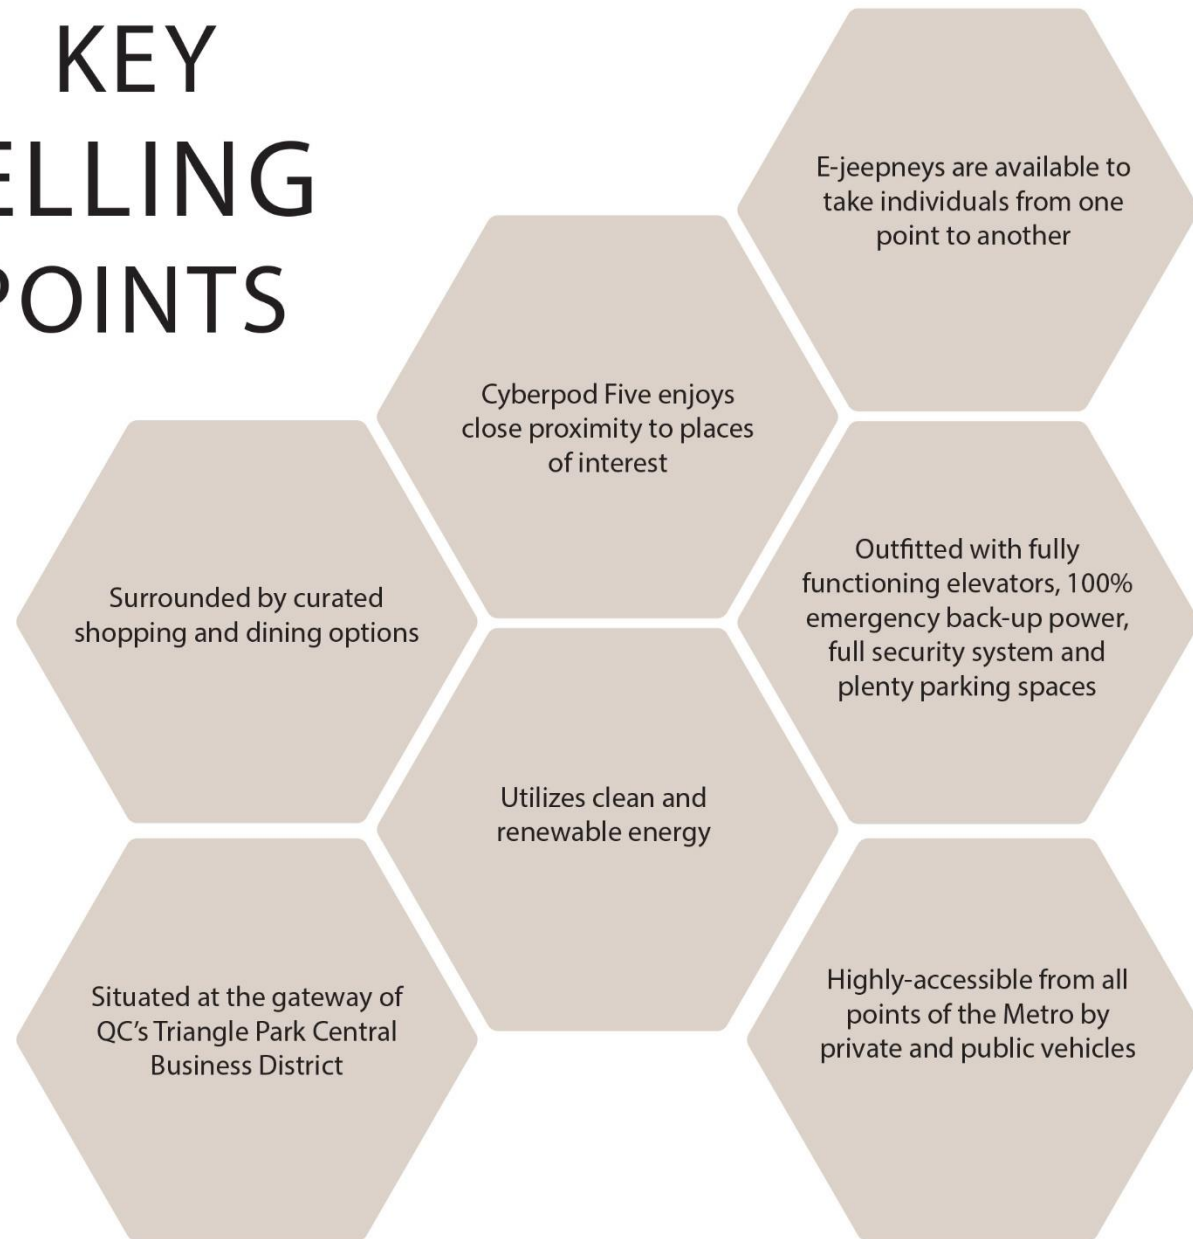 KEY
ELLING
POINTS
E-jeepneys are available to
take individuals from one
point to another
Cyberpod Five enjoys
close proximity to places
of interest
Surrounded by curated
shopping and dining options
Outfitted with fully
functioning elevators, 100%
emergency back-up power,
full security system and
plenty parking spaces
Utilizes clean and
renewable energy
Situated at the gateway of
QC's Triangle Park Central
Business District
Highly-accessible from all
points of the Metro by
private and public vehicles